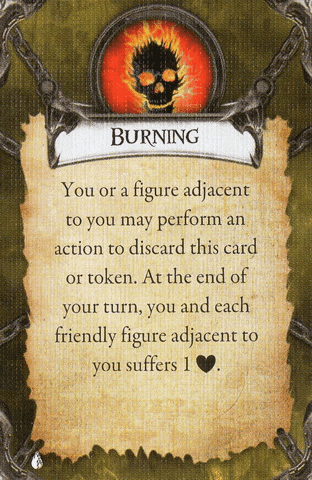 BURNING
You or a figure adjacent
to you may perform an
action to discard this card
or token. At the end of
your turn, you and each
friendly figure adjacent to
you suffers 1 ♥.